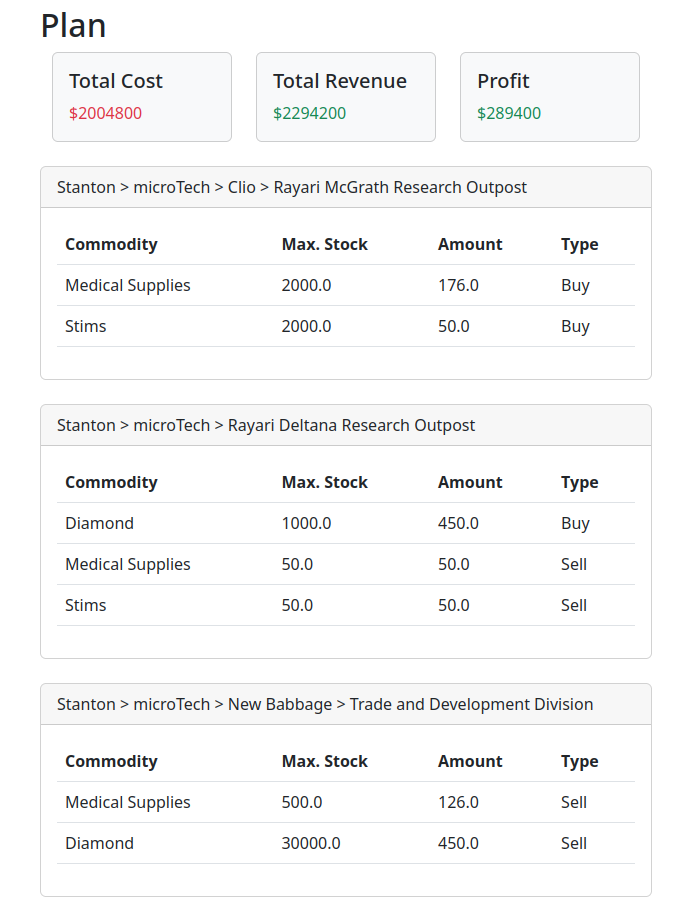 Plan
Total Cost Total Revenue Profit
$2004800 $2294200 $289400
Stanton > microTech > Clio > Rayari McGrath Research Outpost
Commodity Max. Stock Amount Type
Medical Supplies 2000.0 176.0 Buy
Stims 2000.0 50.0 Buy
Stanton > microTech > Rayari Deltana Research Outpost
Commodity Max. Stock Amount Type
Diamond 1000.0 450.0 Buy
Medical Supplies 50.0 50.0 Sell
Stims 50.0 50.0 Sell
Stanton > microTech > New Babbage > Trade and Development Division
Commodity Max. Stock Amount Type
Medical Supplies 500.0 126.0 Sell
Diamond 30000.0 450.0 Sell